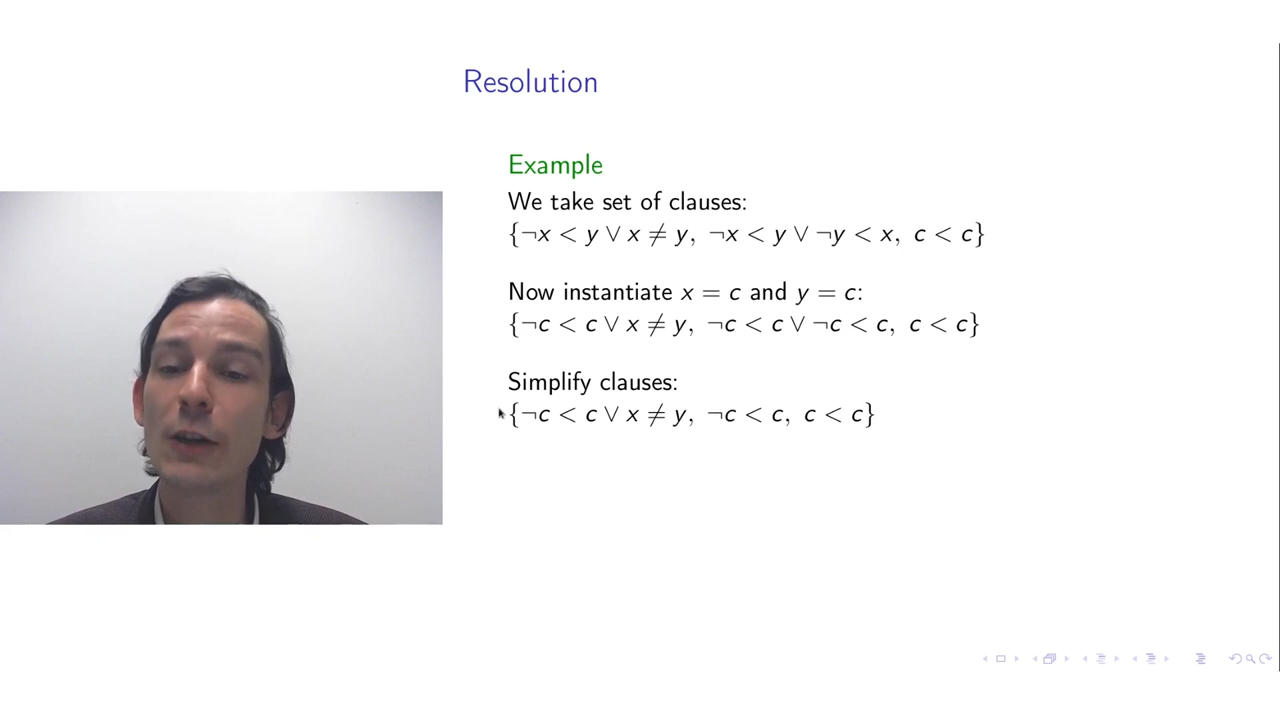 Resolution
Example
We take set of clauses:
{¬x < y ∨ x ≠ y, ¬x < y ∨ ¬y < x, c < c}
Now instantiate x = c and y = c:
{¬c < c ∨ x ≠ y, ¬c < c ∨ ¬c < c, c < c}
Simplify clauses:
{¬c < c ∨ x ≠ y, ¬c < c, c < c}